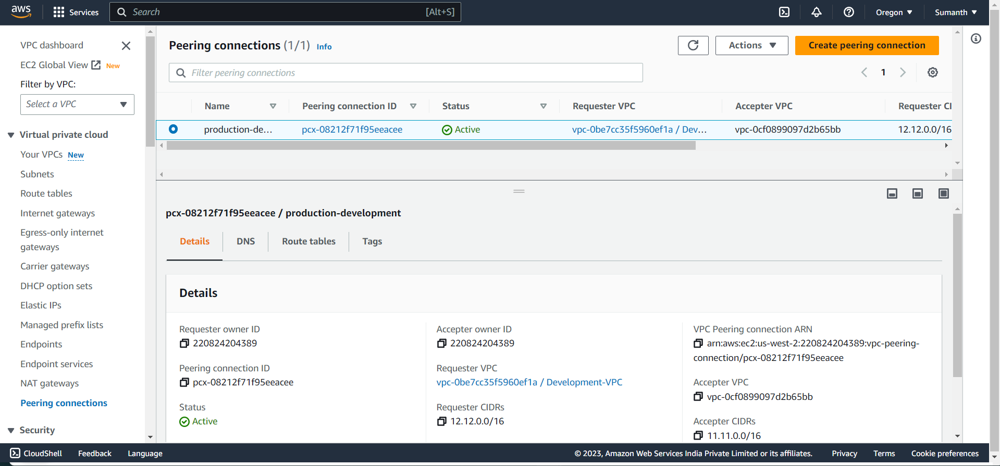 aws
Services
Search
[Alt+S]
Oregon
Sumanth
VPC dashboard
EC2 Global View New
Filter by VPC:
Select a VPC
Virtual private cloud
Your VPCs New
Subnets
Route tables
Internet gateways
Egress-only internet
gateways
Carrier gateways
DHCP option sets
Elastic IPs
Managed prefix lists
Endpoints
Endpoint services
NAT gateways
Peering connections
Security
Peering connections (1/1) Info
Actions
Create peering connection
Filter peering connections
1
Name Peering connection ID Status Requester VPC Accepter VPC Requester CI
production-de... pcx-08212f71f95eeacee Active vpc-0be7cc35f5960ef1a / Dev... vpc-0cf0899097d2b65bb 12.12.0.0/16
pcx-08212f71f95eeacee / production-development
Details DNS Route tables Tags
Details
Requester owner ID
220824204389
Peering connection ID
pcx-08212f71f95eeacee
Status
Active
Accepter owner ID
220824204389
Requester VPC
vpc-0be7cc35f5960ef1a / Development-VPC
Requester CIDRs
12.12.0.0/16
VPC Peering connection ARN
arn:aws:ec2:us-west-2:220824204389:vpc-peering-
connection/pcx-08212f71f95eeacee
Accepter VPC
vpc-0cf0899097d2b65bb
Accepter CIDRs
11.11.0.0/16
CloudShell Feedback Language
© 2023, Amazon Web Services India Private Limited or its affiliates. Privacy Terms Cookie preferences